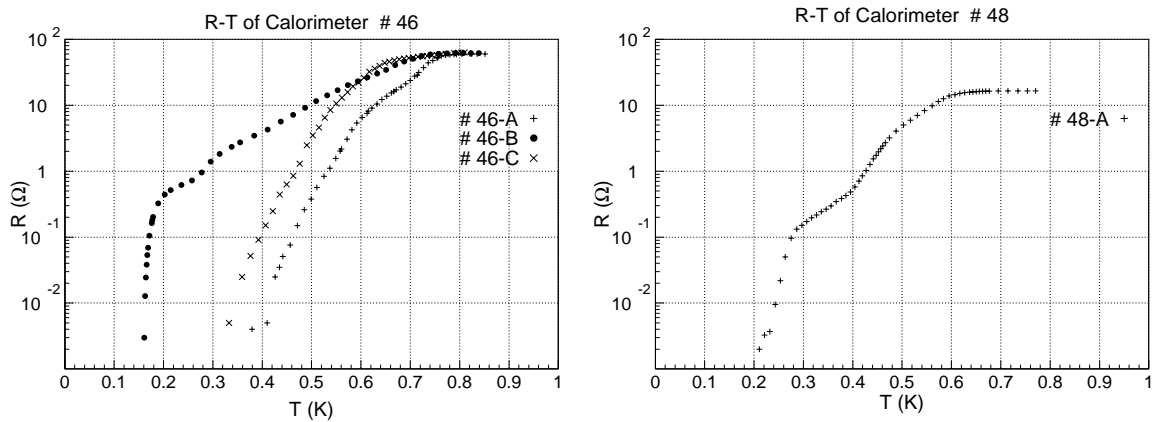 R-T of Calorimeter # 46
10 2
10
1
10 -1
10 -2
R (Ω)
# 46-A
# 46-B
# 46-C
0 0.1 0.2 0.3 0.4 0.5 0.6 0.7 0.8 0.9 1
T (K)
R-T of Calorimeter # 48
10 2
10
1
10 -1
10 -2
R (Ω)
# 48-A
0 0.1 0.2 0.3 0.4 0.5 0.6 0.7 0.8 0.9 1
T (K)